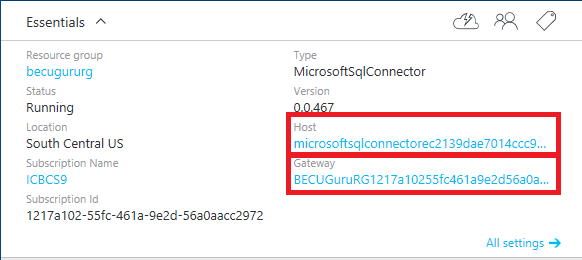 Essentials
Resource group
becugururg
Type
MicrosoftSqlConnector
Status
Running
Version
0.0.467
Location
South Central US
Host
microsoftsqlconnectorec2139dae7014ccc9...
Subscription Name
ICBCS9
Gateway
BECUGuruRG1217a10255fc461a9e2d56a0a...
Subscription Id
1217a102-55fc-461a-9e2d-56a0aacc2972
All settings